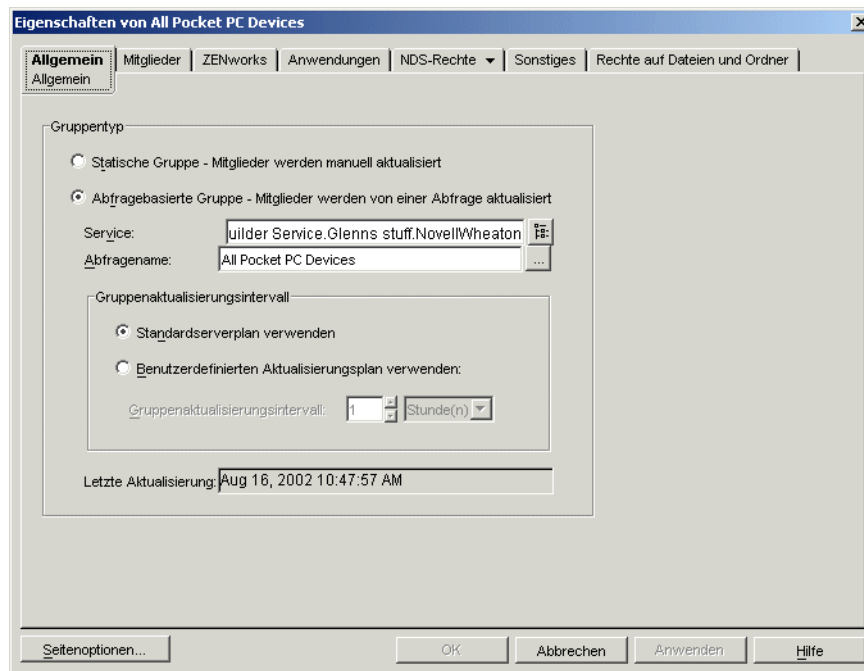 Eigenschaften von All Pocket PC Devices
Allgemein Mitglieder ZENworks Anwendungen NDS-Rechte Sonstiges Rechte auf Dateien und Ordner
Allgemein
Gruppentyp
Statische Gruppe - Mitglieder werden manuell aktualisiert
Abfragebasierte Gruppe - Mitglieder werden von einer Abfrage aktualisiert
Service: uilder Service.Glenns stuff.NovellWheaton
Abfragename: All Pocket PC Devices ...
Gruppenaktualisierungsintervall
Standardserverplan verwenden
Benutzerdefinierten Aktualisierungsplan verwenden:
Gruppenaktualisierungsintervall: 1 Stunde(n)
Letzte Aktualisierung: Aug 16, 2002 10:47:57 AM
Seitenoptionen... OK Abbrechen Anwenden Hilfe